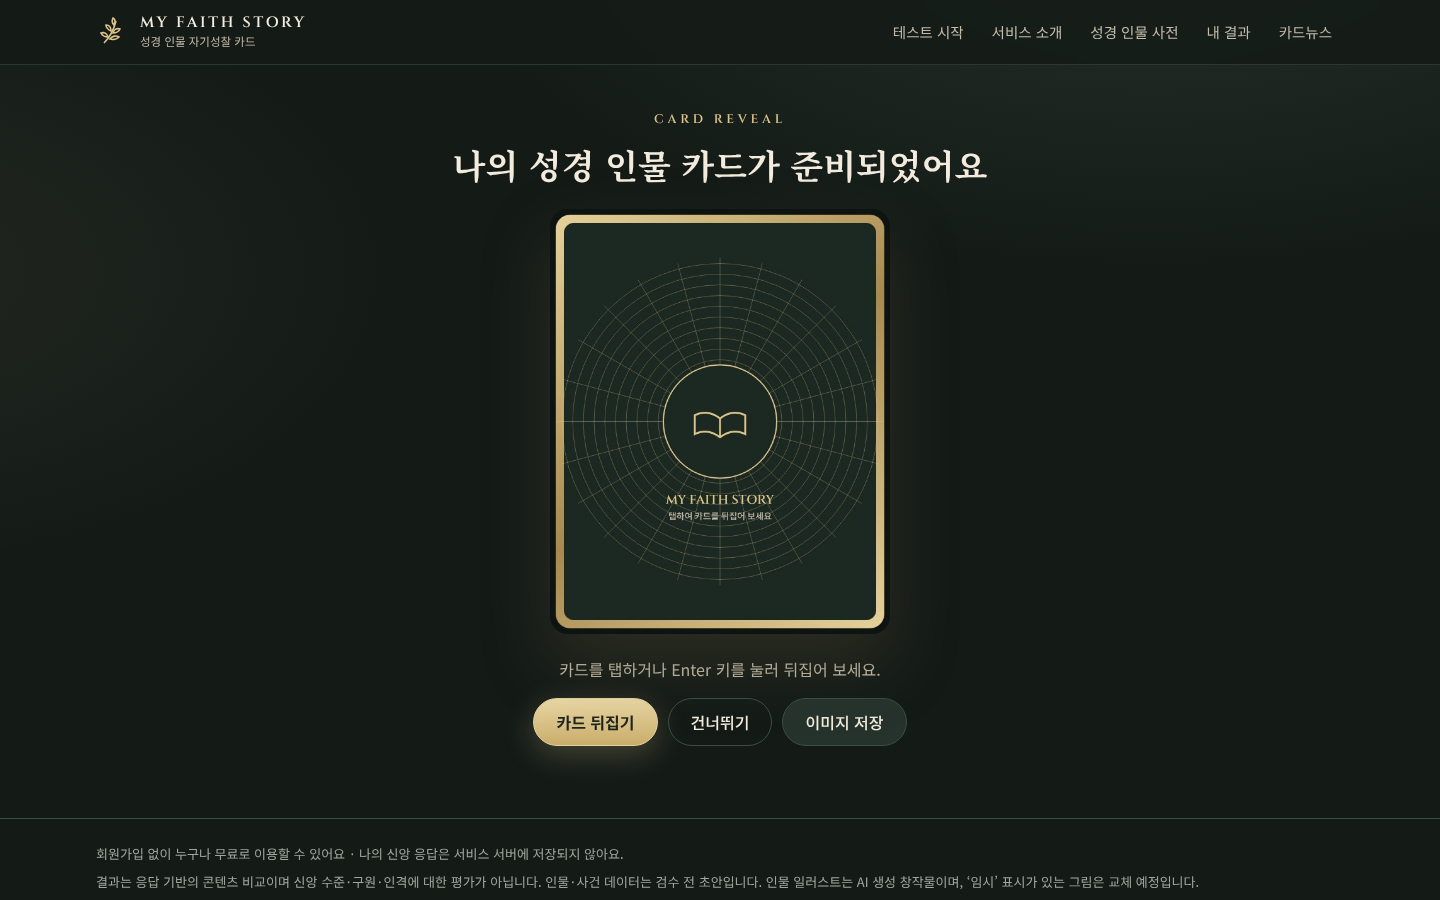 MY FAITH STORY
성경 인물 자기성찰 카드
테스트 시작 서비스 소개 성경 인물 사전 내 결과 카드뉴스
CARD REVEAL
나의 성경 인물 카드가 준비되었어요
MY FAITH STORY
탭하여 카드를 뒤집어 보세요
카드를 탭하거나 Enter 키를 눌러 뒤집어 보세요.
카드 뒤집기 건너뛰기 이미지 저장
회원가입 없이 누구나 무료로 이용할 수 있어요 · 나의 신앙 응답은 서비스 서버에 저장되지 않아요.
결과는 응답 기반의 콘텐츠 비교이며 신앙 수준·구원·인격에 대한 평가가 아닙니다. 인물·사건 데이터는 검수 전 초안입니다. 인물 일러스트는 AI 생성 창작물이며, ‘임시’ 표시가 있는 그림은 교체 예정입니다.